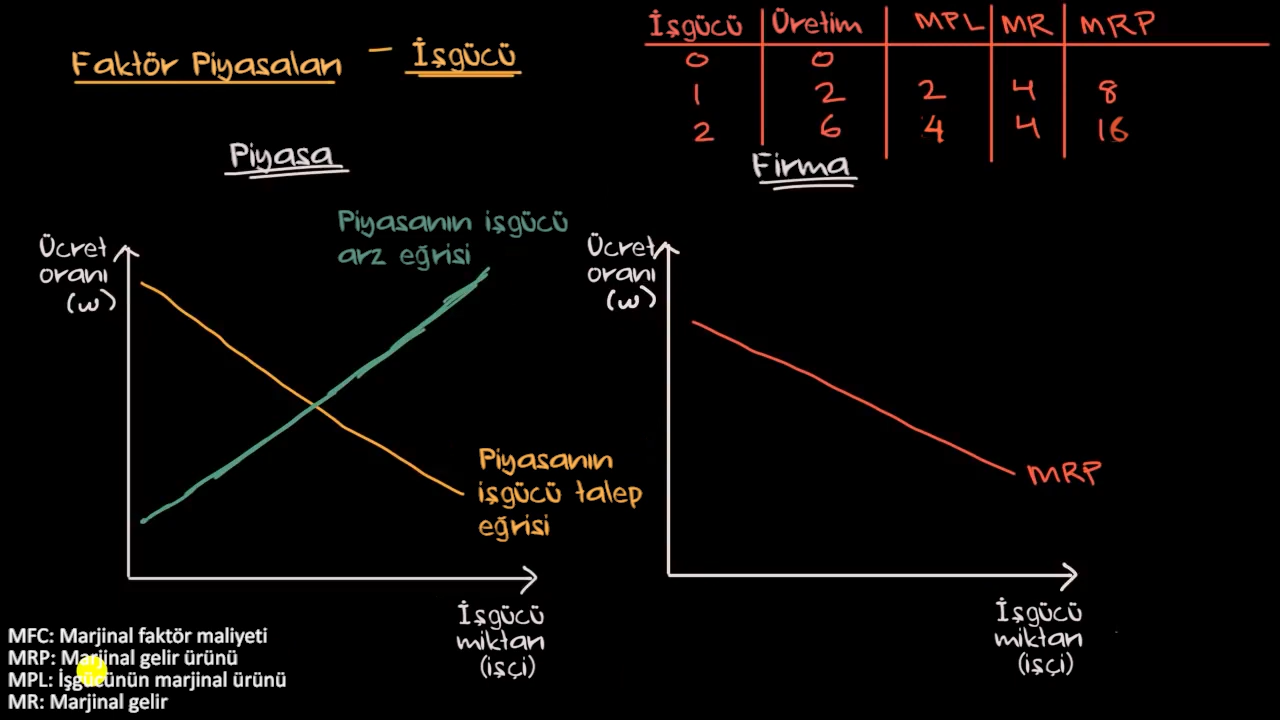 Faktör Piyasaları - İşgücü
İşgücü Üretim MPL MR MRP
0 0
1 2 2 4 8
2 6 4 4 16
Piyasa
Firma
Piyasanın işgücü
arz eğrisi
Ücret
oranı
(w)
Piyasanın
işgücü talep
eğrisi
İşgücü
miktarı
(işçi)
Ücret
oranı
(w)
MRP
İşgücü
miktarı
(işçi)
MFC: Marjinal faktör maliyeti
MRP: Marjinal gelir ürünü
MPL: İşgücünün marjinal ürünü
MR: Marjinal gelir